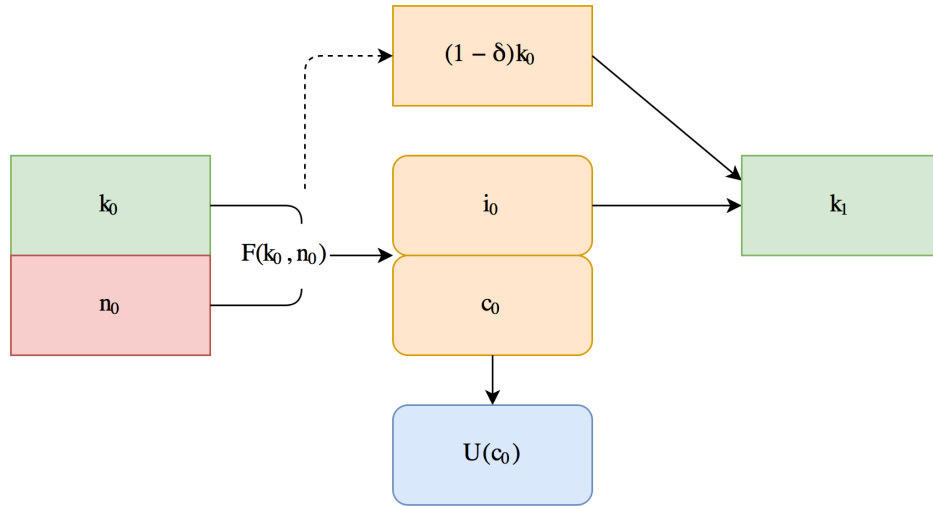 (1 − δ)k₀
k₀
i₀
k₁
F(k₀ , n₀)
n₀
c₀
U(c₀)